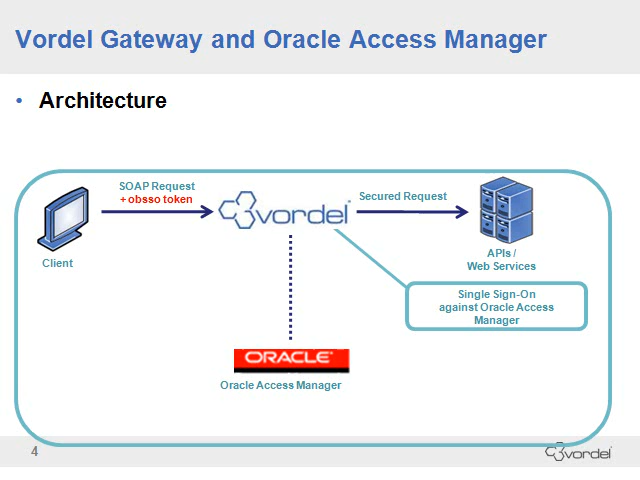 Vordel Gateway and Oracle Access Manager
• Architecture
SOAP Request
+ obsso token
vordel
Secured Request
Client
APIs /
Web Services
Single Sign-On
against Oracle Access
Manager
ORACLE
Oracle Access Manager
4
vordel